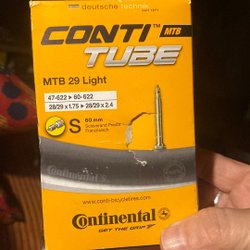 deutsche Technik
CONTI MTB
TUBE
MTB 29 Light
47-622 ▸ 60-622
28/29 x 1.75 ▸ 28/29 x 2.4
S 60 mm
www.conti-bicycletires.com
Continental
GET THE GRIP